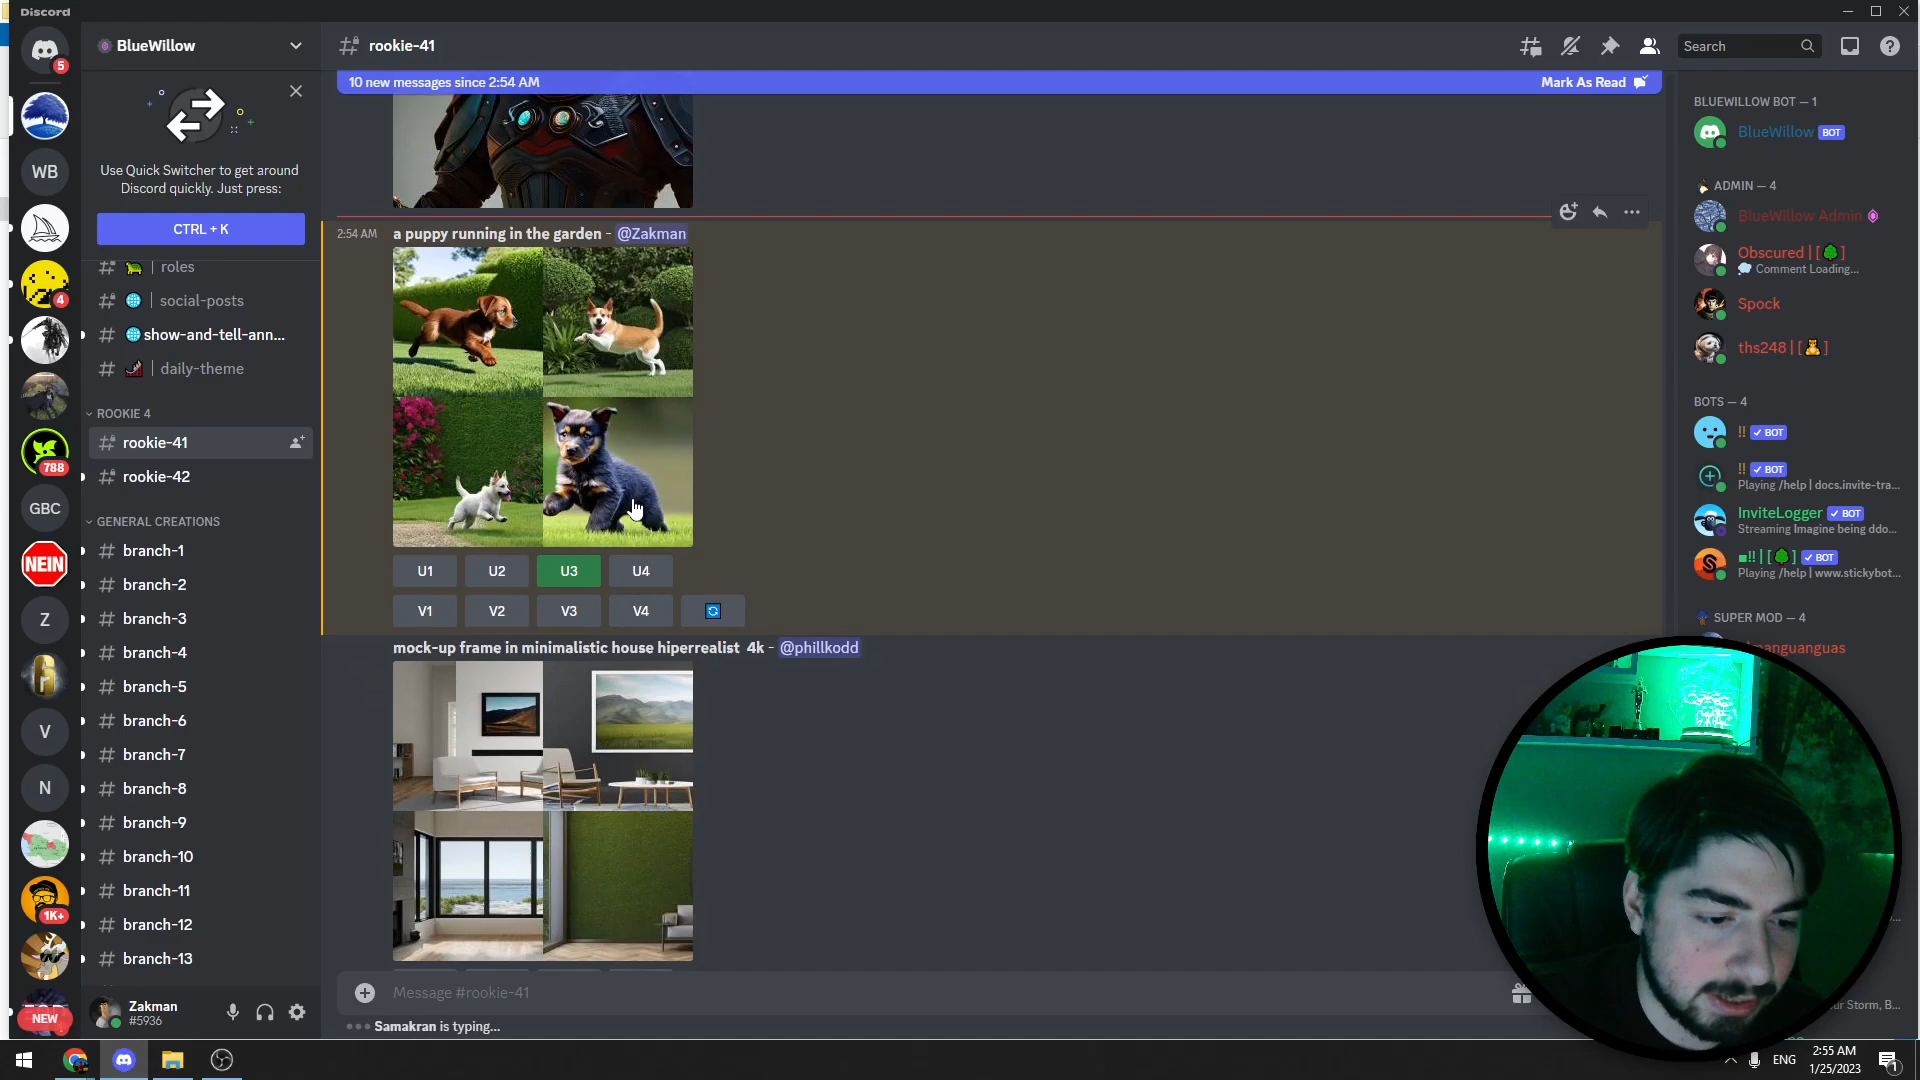 Discord
BlueWillow
rookie-41
Search
10 new messages since 2:54 AM
Mark As Read
Use Quick Switcher to get around
Discord quickly. Just press:
CTRL + K
5
WB
4
788
GBC
NEIN
Z
V
N
1K+
NEW
roles
social-posts
show-and-tell-ann...
daily-theme
ROOKIE 4
rookie-41
rookie-42
GENERAL CREATIONS
branch-1
branch-2
branch-3
branch-4
branch-5
branch-6
branch-7
branch-8
branch-9
branch-10
branch-11
branch-12
branch-13
Zakman
#5936
2:54 AM a puppy running in the garden - @Zakman
U1 U2 U3 U4
V1 V2 V3 V4
mock-up frame in minimalistic house hiperrealist 4k - @phillkodd
Message #rookie-41
Samakran is typing...
BLUEWILLOW BOT — 1
BlueWillow BOT
ADMIN — 4
BlueWillow Admin
Obscured | [ ]
Comment Loading...
Spock
ths248 | [ ]
BOTS — 4
!! ✓ BOT
!! ✓ BOT
Playing /help | docs.invite-tra...
InviteLogger ✓ BOT
Streaming Imagine being ddo...
!! | [ ] ✓ BOT
Playing /help | www.stickybot...
SUPER MOD — 4
manguanguas
ur Storm, B...
ENG
2:55 AM
1/25/2023
1